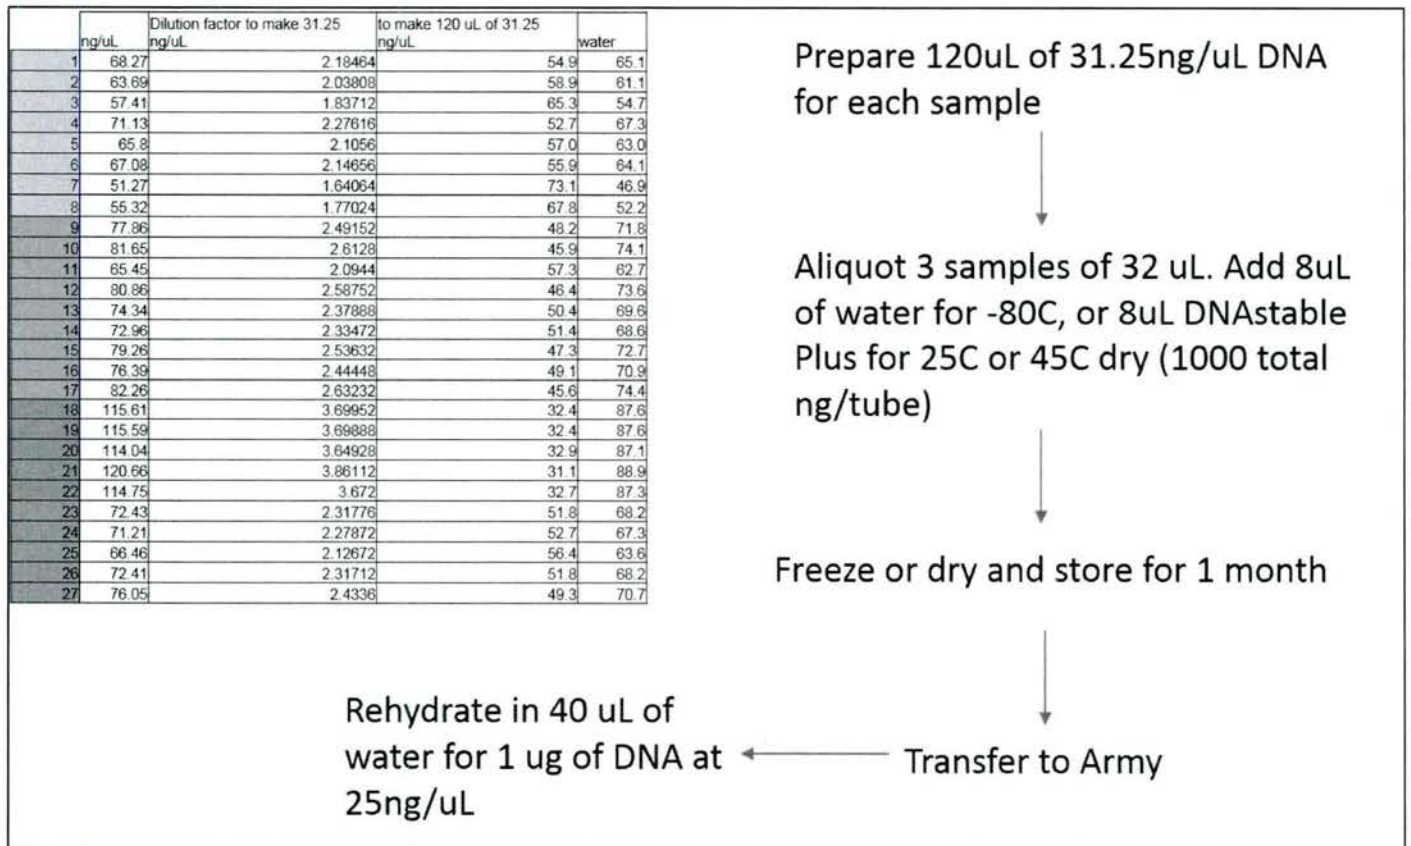 ng/uL Dilution factor to make 31.25 ng/uL to make 120 uL of 31.25 ng/uL water
1 68.27 2.18464 54.9 65.1
2 63.69 2.03808 58.9 61.1
3 57.41 1.83712 65.3 54.7
4 71.13 2.27616 52.7 67.3
5 65.8 2.1056 57.0 63.0
6 67.08 2.14656 55.9 64.1
7 51.27 1.64064 73.1 46.9
8 55.32 1.77024 67.8 52.2
9 77.86 2.49152 48.2 71.8
10 81.65 2.6128 45.9 74.1
11 65.45 2.0944 57.3 62.7
12 80.86 2.58752 46.4 73.6
13 74.34 2.37888 50.4 69.6
14 72.96 2.33472 51.4 68.6
15 79.26 2.53632 47.3 72.7
16 76.39 2.44448 49.1 70.9
17 82.26 2.63232 45.6 74.4
18 115.61 3.69952 32.4 87.6
19 115.59 3.69888 32.4 87.6
20 114.04 3.64928 32.9 87.1
21 120.66 3.86112 31.1 88.9
22 114.75 3.672 32.7 87.3
23 72.43 2.31776 51.8 68.2
24 71.21 2.27872 52.7 67.3
25 66.46 2.12672 56.4 63.6
26 72.41 2.31712 51.8 68.2
27 76.05 2.4336 49.3 70.7
Prepare 120uL of 31.25ng/uL DNA
for each sample
Aliquot 3 samples of 32 uL. Add 8uL
of water for -80C, or 8uL DNAstable
Plus for 25C or 45C dry (1000 total
ng/tube)
Freeze or dry and store for 1 month
Transfer to Army
Rehydrate in 40 uL of
water for 1 ug of DNA at
25ng/uL